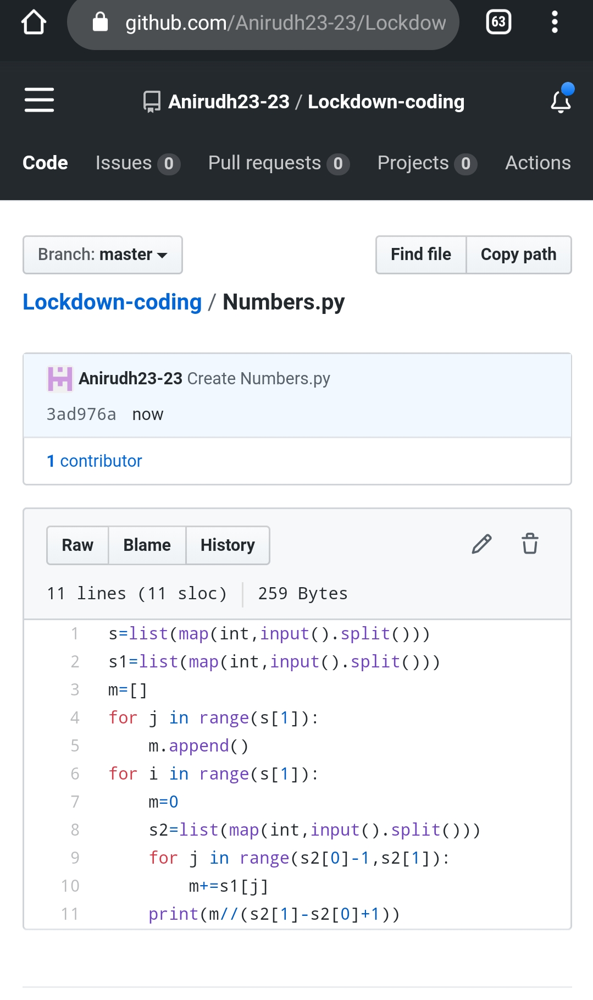 github.com/Anirudh23-23/Lockdow
63
Anirudh23-23 / Lockdown-coding
Code Issues 0 Pull requests 0 Projects 0 Actions
Branch: master Find file Copy path
Lockdown-coding / Numbers.py
Anirudh23-23 Create Numbers.py
3ad976a now
1 contributor
Raw Blame History
11 lines (11 sloc) 259 Bytes
1 s=list(map(int,input().split()))
2 s1=list(map(int,input().split()))
3 m=[]
4 for j in range(s[1]):
5     m.append()
6 for i in range(s[1]):
7     m=0
8     s2=list(map(int,input().split()))
9     for j in range(s2[0]-1,s2[1]):
10         m+=s1[j]
11     print(m//(s2[1]-s2[0]+1))